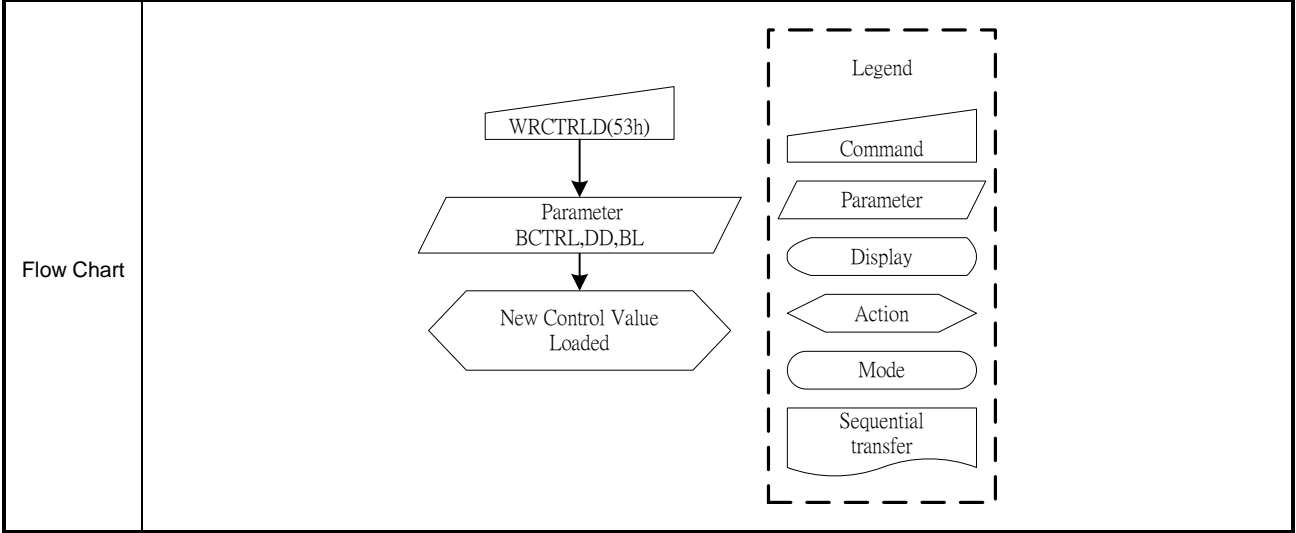 Flow Chart
WRCTRLD(53h)
Parameter
BCTRL,DD,BL
New Control Value
Loaded
Legend
Command
Parameter
Display
Action
Mode
Sequential
transfer